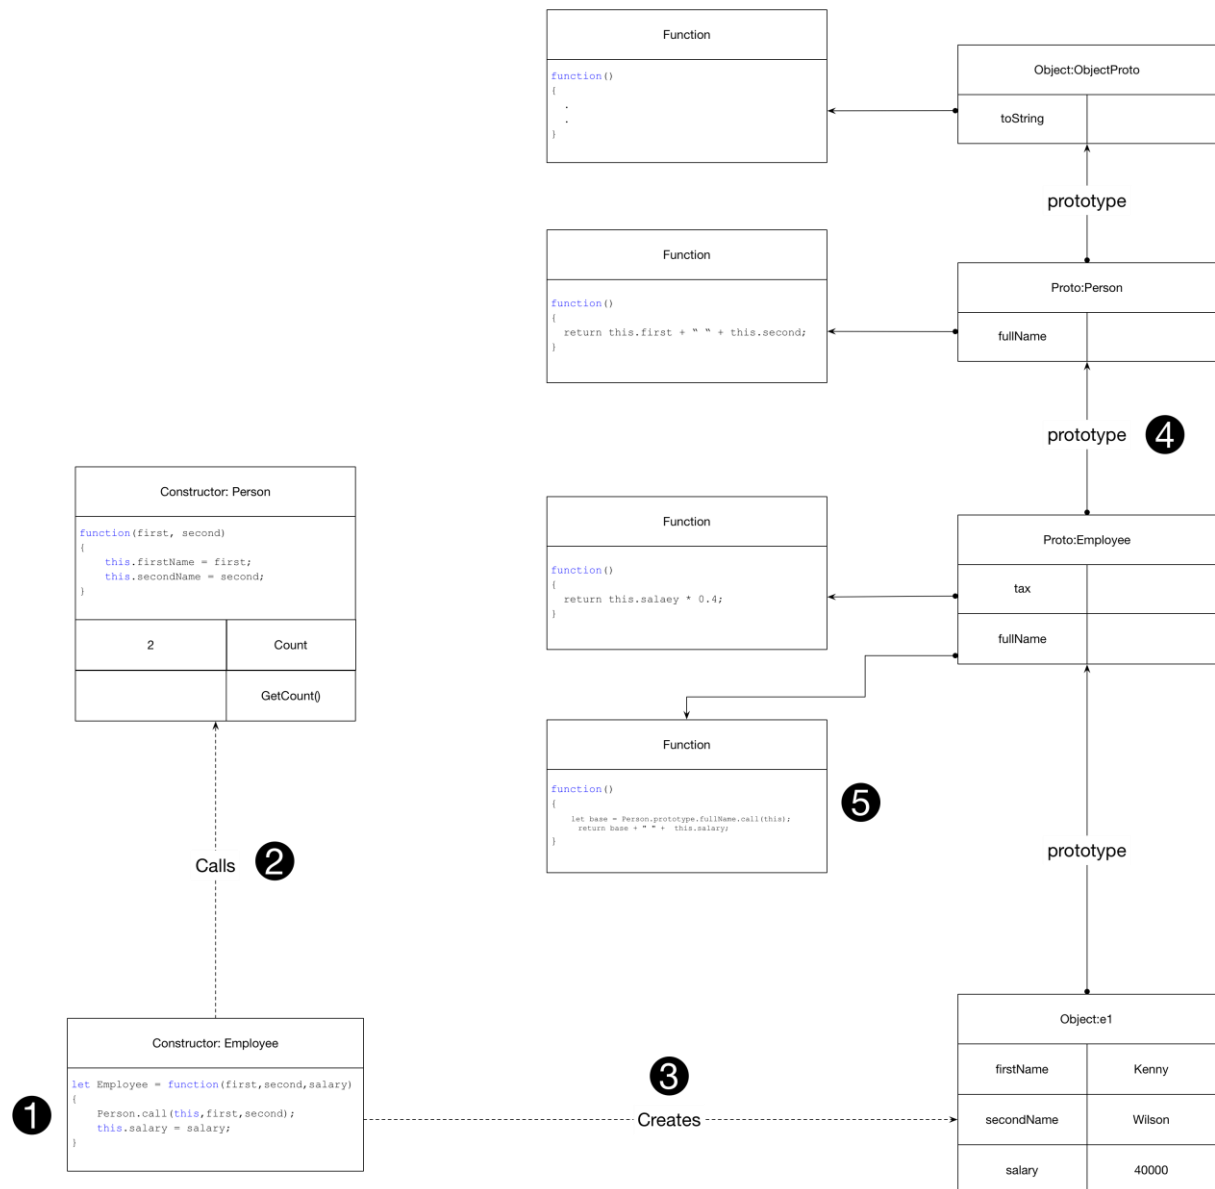 Function
function()
{
.
.
}
Object:ObjectProto
toString
prototype
Function
function()
{
return this.first + “ “ + this.second;
}
Proto:Person
fullName
prototype
4
Constructor: Person
function(first, second)
{
this.firstName = first;
this.secondName = second;
}
2
Count
GetCount()
Function
function()
{
return this.salaey * 0.4;
}
Proto:Employee
tax
fullName
Function
function()
{
let base = Person.prototype.fullName.call(this);
return base + " " + this.salary;
}
5
Calls
2
prototype
Constructor: Employee
let Employee = function(first,second,salary)
{
Person.call(this,first,second);
this.salary = salary;
}
1
3
Creates
Object:e1
firstName
Kenny
secondName
Wilson
salary
40000